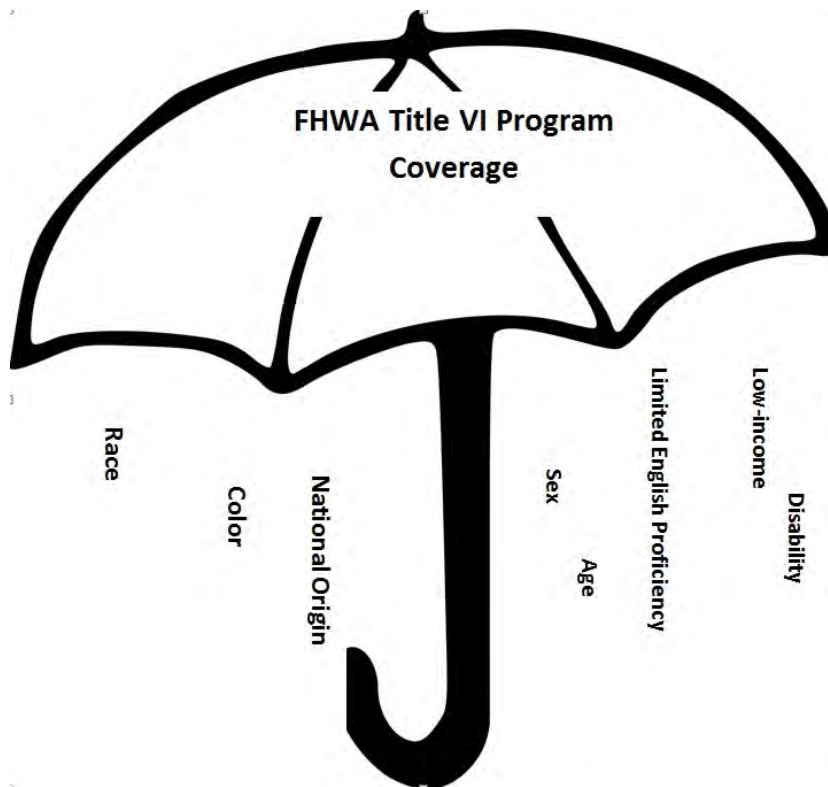 FHWA Title VI Program
Coverage
Race
Color
National Origin
Sex
Age
Limited English Proficiency
Low-income
Disability